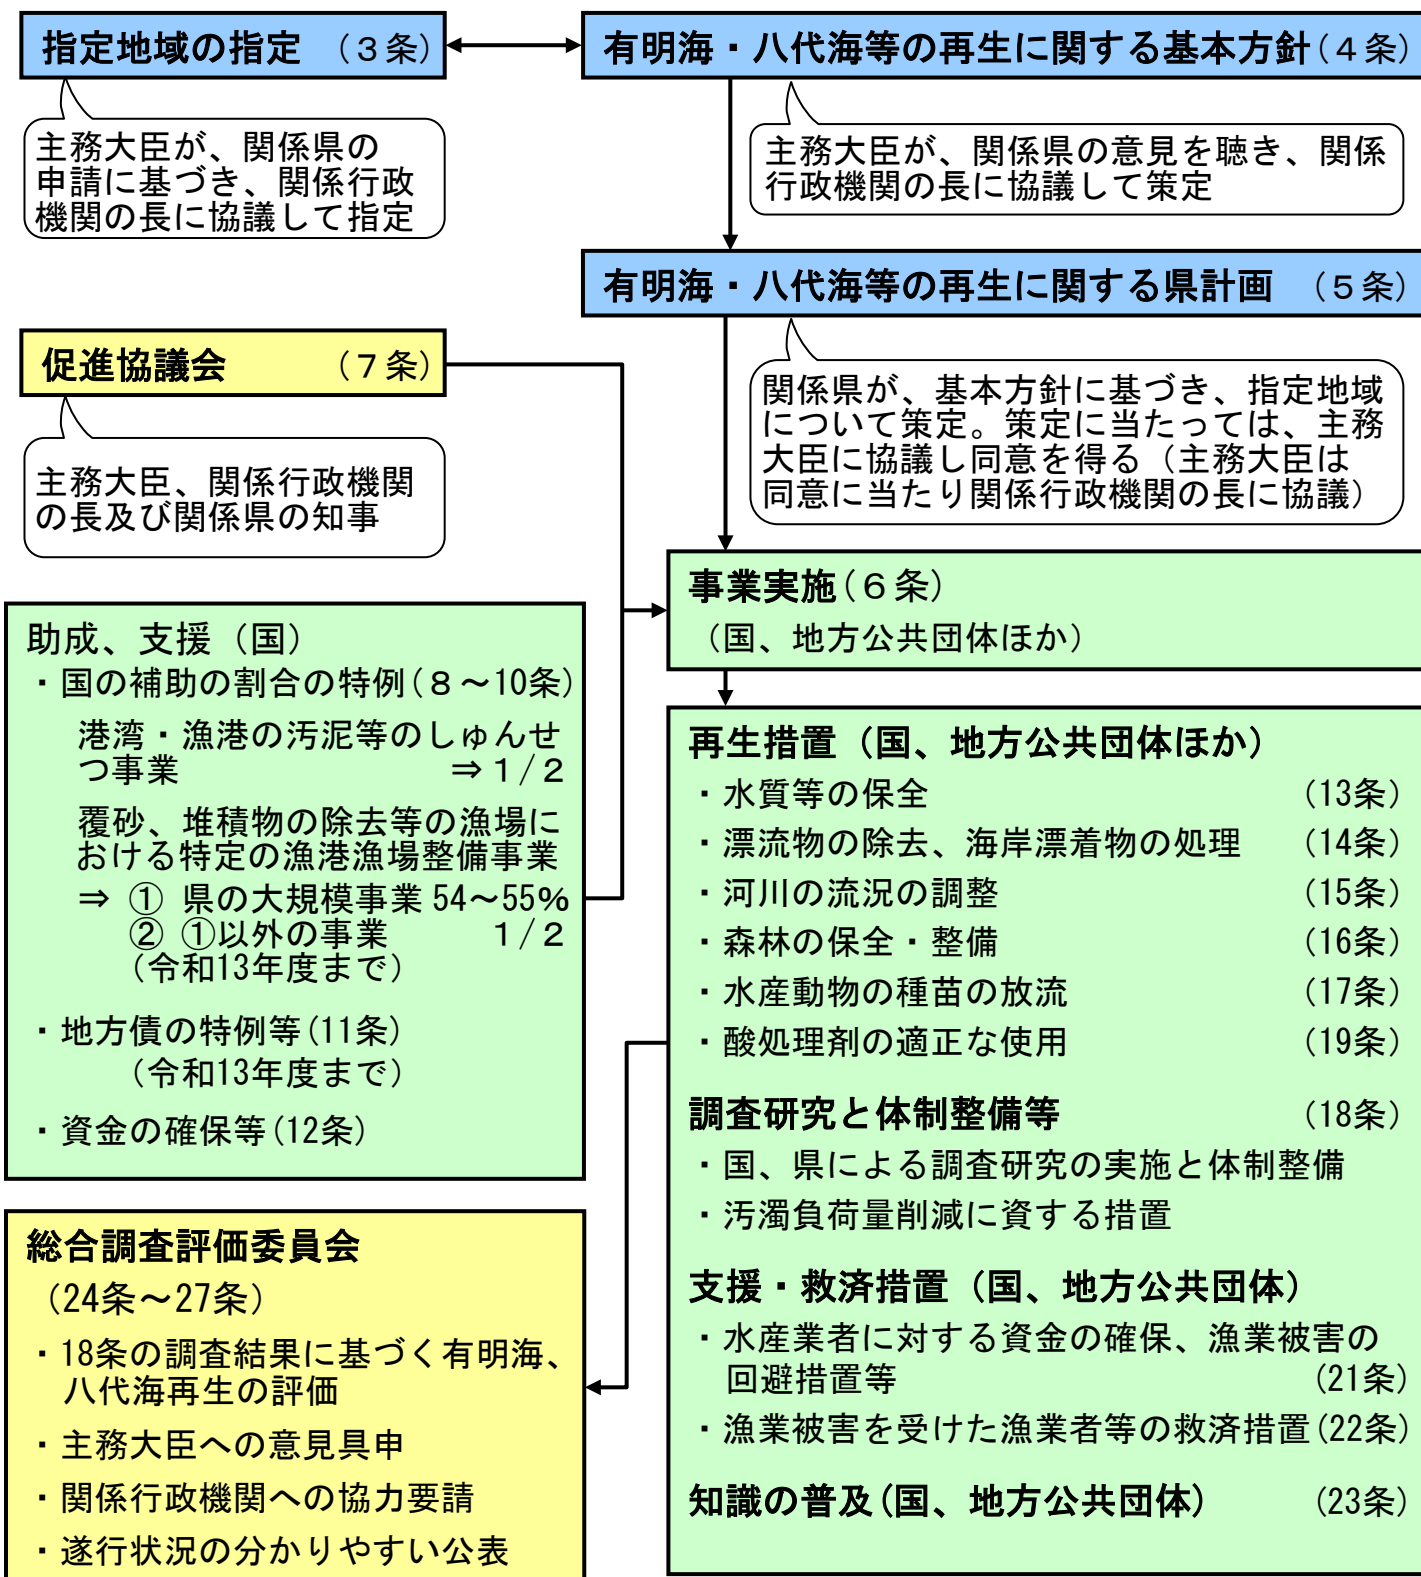 指定地域の指定 （３条）
有明海・八代海等の再生に関する基本方針（４条）
主務大臣が、関係県の
申請に基づき、関係行政
機関の長に協議して指定
主務大臣が、関係県の意見を聴き、関係
行政機関の長に協議して策定
有明海・八代海等の再生に関する県計画 （５条）
関係県が、基本方針に基づき、指定地域
について策定。策定に当たっては、主務
大臣に協議し同意を得る（主務大臣は
同意に当たり関係行政機関の長に協議）
促進協議会 （７条）
主務大臣、関係行政機関
の長及び関係県の知事
事業実施（６条）
（国、地方公共団体ほか）
助成、支援（国）
・国の補助の割合の特例（８～10条）
港湾・漁港の汚泥等のしゅんせ
つ事業 ⇒１/２
覆砂、堆積物の除去等の漁場に
おける特定の漁港漁場整備事業
⇒ ① 県の大規模事業 54～55％
② ①以外の事業 １/２
（令和13年度まで）
・地方債の特例等（11条）
（令和13年度まで）
・資金の確保等（12条）
再生措置（国、地方公共団体ほか）
・水質等の保全 （13条）
・漂流物の除去、海岸漂着物の処理 （14条）
・河川の流況の調整 （15条）
・森林の保全・整備 （16条）
・水産動物の種苗の放流 （17条）
・酸処理剤の適正な使用 （19条）
調査研究と体制整備等 （18条）
・国、県による調査研究の実施と体制整備
・汚濁負荷量削減に資する措置
支援・救済措置（国、地方公共団体）
・水産業者に対する資金の確保、漁業被害の
回避措置等 （21条）
・漁業被害を受けた漁業者等の救済措置（22条）
知識の普及（国、地方公共団体） （23条）
総合調査評価委員会
（24条～27条）
・18条の調査結果に基づく有明海、
八代海再生の評価
・主務大臣への意見具申
・関係行政機関への協力要請
・遂行状況の分かりやすい公表